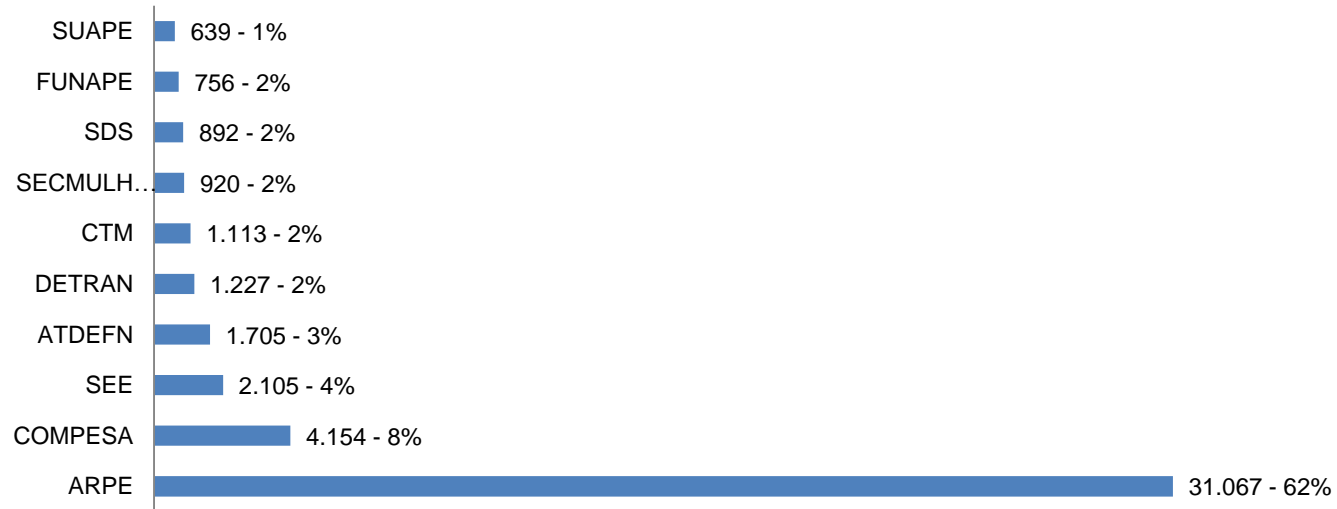 SUAPE 639 - 1%
FUNAPE 756 - 2%
SDS 892 - 2%
SECMULH… 920 - 2%
CTM 1.113 - 2%
DETRAN 1.227 - 2%
ATDEFN 1.705 - 3%
SEE 2.105 - 4%
COMPESA 4.154 - 8%
ARPE 31.067 - 62%